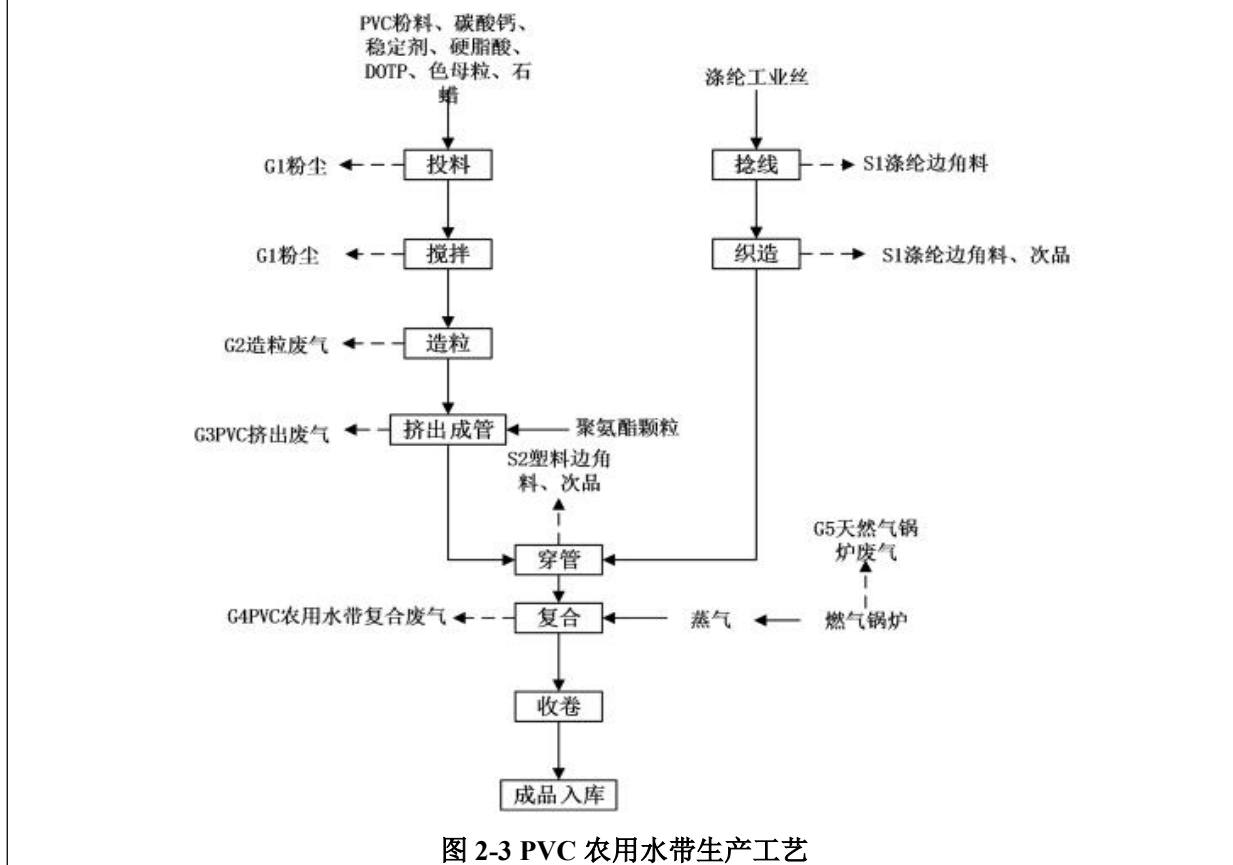 PVC粉料、碳酸钙、
稳定剂、硬脂酸、
DOTP、色母粒、石
蜡
涤纶工业丝
G1粉尘
投料
捻线
S1涤纶边角料
G1粉尘
搅拌
织造
S1涤纶边角料、次品
G2造粒废气
造粒
G3PVC挤出废气
挤出成管
聚氨酯颗粒
S2塑料边角
料、次品
G5天然气锅
炉废气
穿管
G4PVC农用水带复合废气
复合
蒸气
燃气锅炉
收卷
成品入库
图 2-3 PVC 农用水带生产工艺